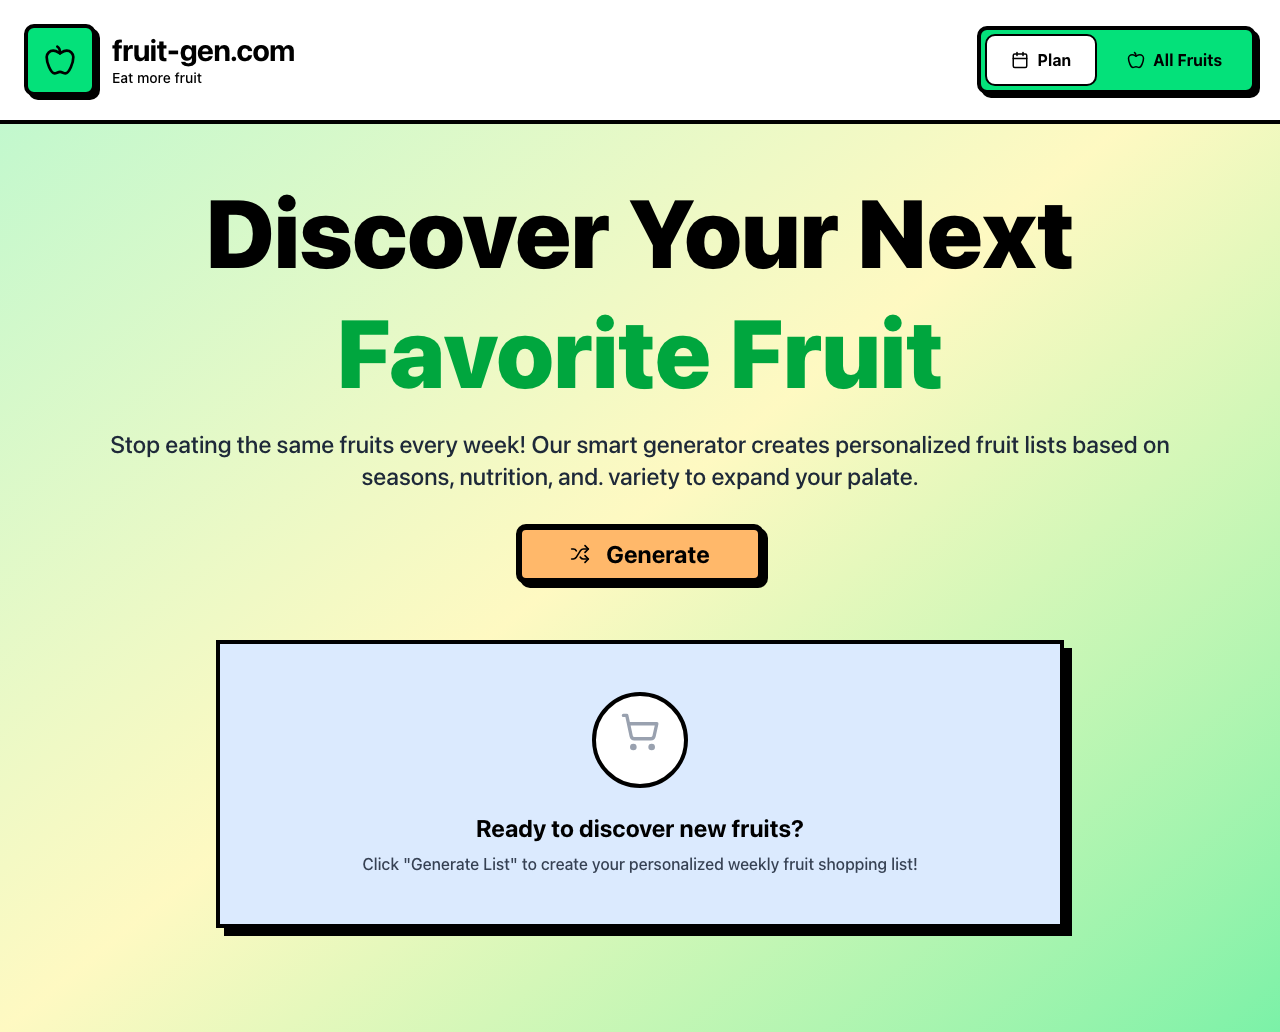 fruit-gen.com
Eat more fruit
Plan
All Fruits
Discover Your Next
Favorite Fruit
Stop eating the same fruits every week! Our smart generator creates personalized fruit lists based on
seasons, nutrition, and. variety to expand your palate.
Generate
Ready to discover new fruits?
Click "Generate List" to create your personalized weekly fruit shopping list!